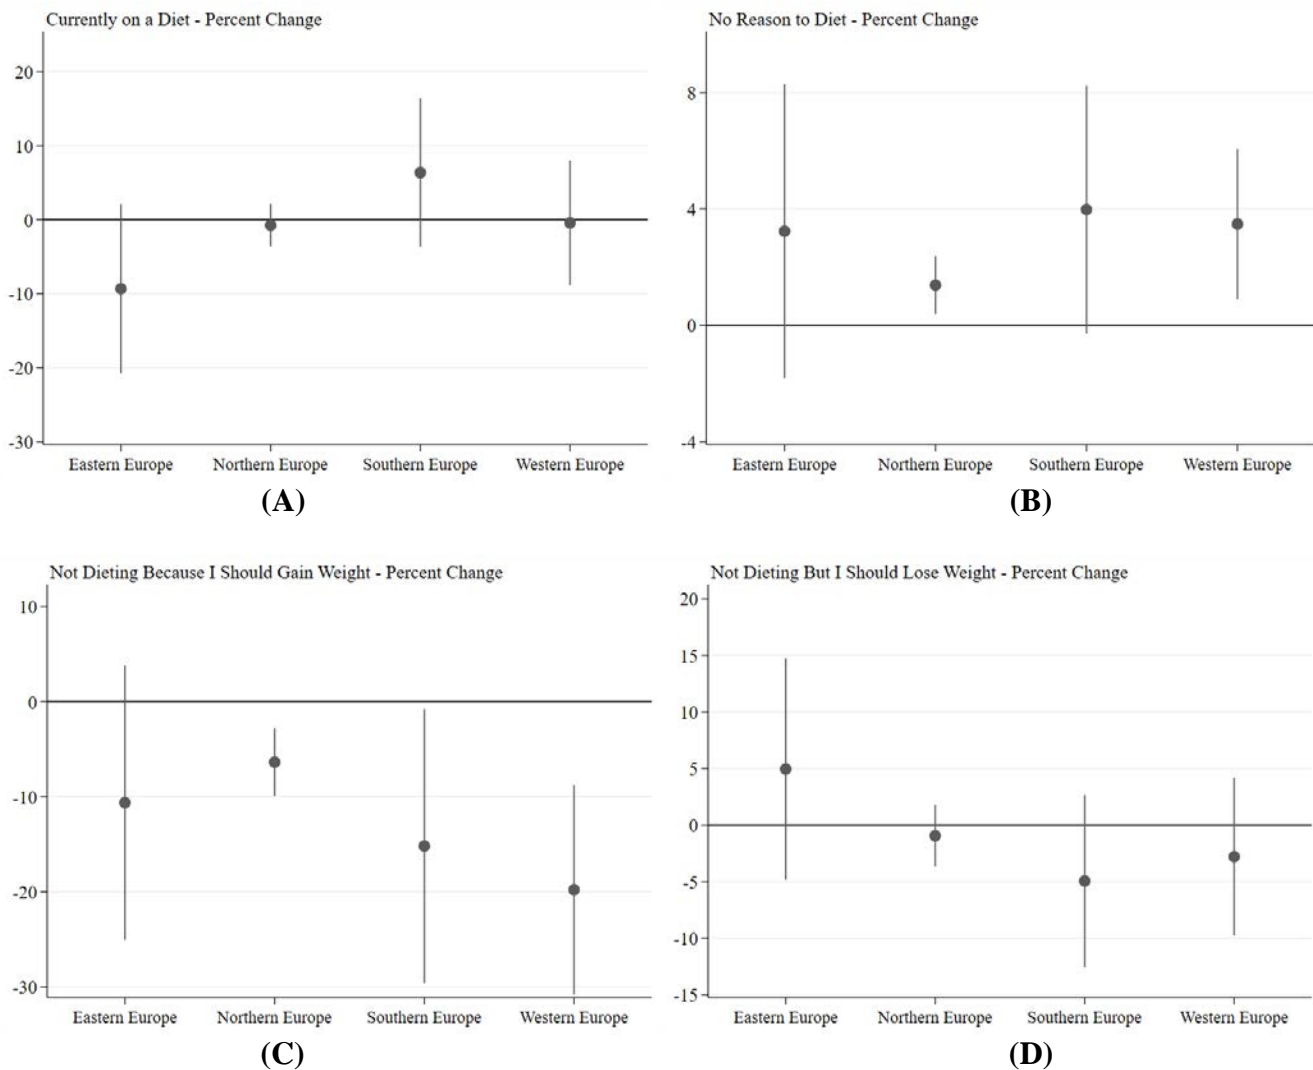 Currently on a Diet - Percent Change
20
10
0
-10
-20
-30
Eastern Europe Northern Europe Southern Europe Western Europe
(A)
No Reason to Diet - Percent Change
8
4
0
-4
Eastern Europe Northern Europe Southern Europe Western Europe
(B)
Not Dieting Because I Should Gain Weight - Percent Change
10
0
-10
-20
-30
Eastern Europe Northern Europe Southern Europe Western Europe
(C)
Not Dieting But I Should Lose Weight - Percent Change
20
15
10
5
0
-5
-10
-15
Eastern Europe Northern Europe Southern Europe Western Europe
(D)